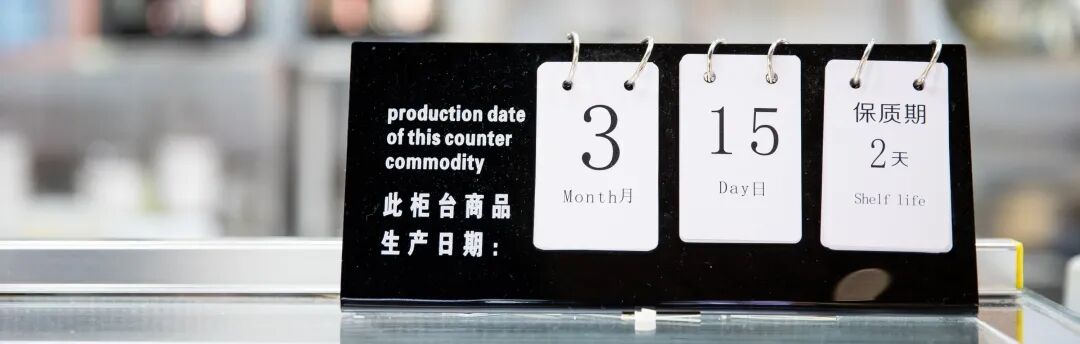 production date
of this counter
commodity
此柜台商品
生产日期：
3
Month月
15
Day日
保质期
2天
Shelf life